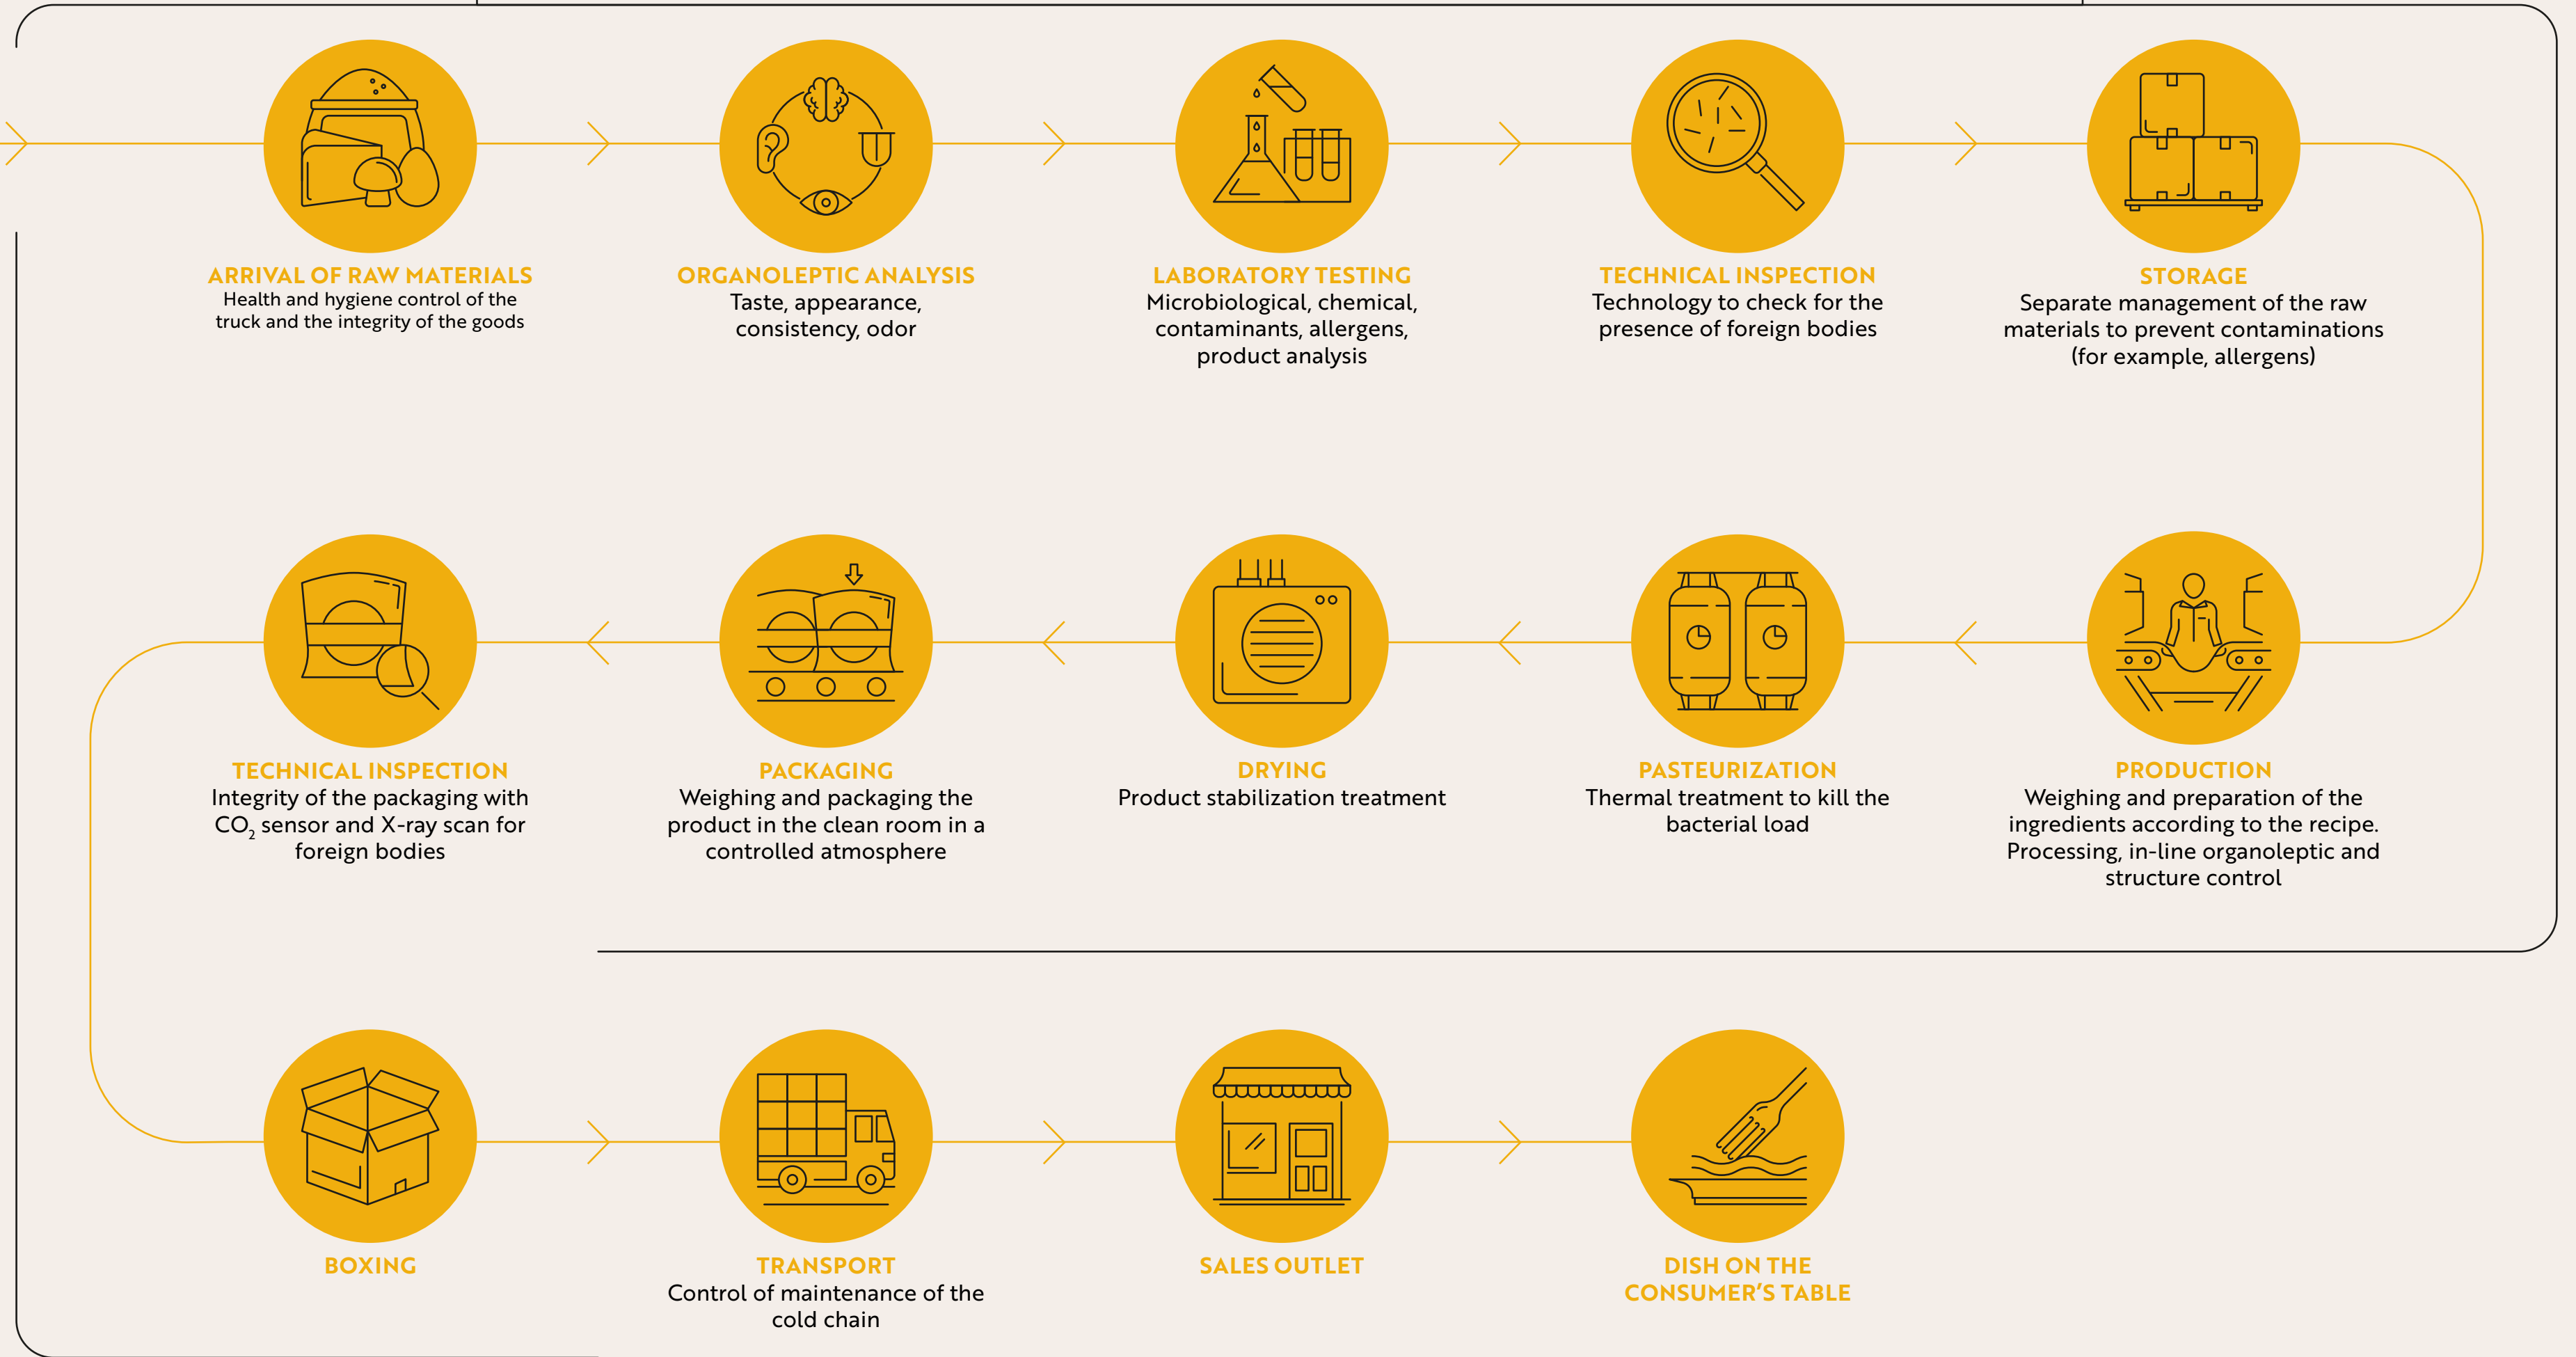 ARRIVAL OF RAW MATERIALS
Health and hygiene control of the
truck and the integrity of the goods
ORGANOLEPTIC ANALYSIS
Taste, appearance,
consistency, odor
LABORATORY TESTING
Microbiological, chemical,
contaminants, allergens,
product analysis
TECHNICAL INSPECTION
Technology to check for the
presence of foreign bodies
STORAGE
Separate management of the raw
materials to prevent contaminations
(for example, allergens)
PRODUCTION
Weighing and preparation of the
ingredients according to the recipe.
Processing, in-line organoleptic and
structure control
PASTEURIZATION
Thermal treatment to kill the
bacterial load
DRYING
Product stabilization treatment
PACKAGING
Weighing and packaging the
product in the clean room in a
controlled atmosphere
TECHNICAL INSPECTION
Integrity of the packaging with
CO₂ sensor and X-ray scan for
foreign bodies
BOXING
TRANSPORT
Control of maintenance of the
cold chain
SALES OUTLET
DISH ON THE
CONSUMER’S TABLE